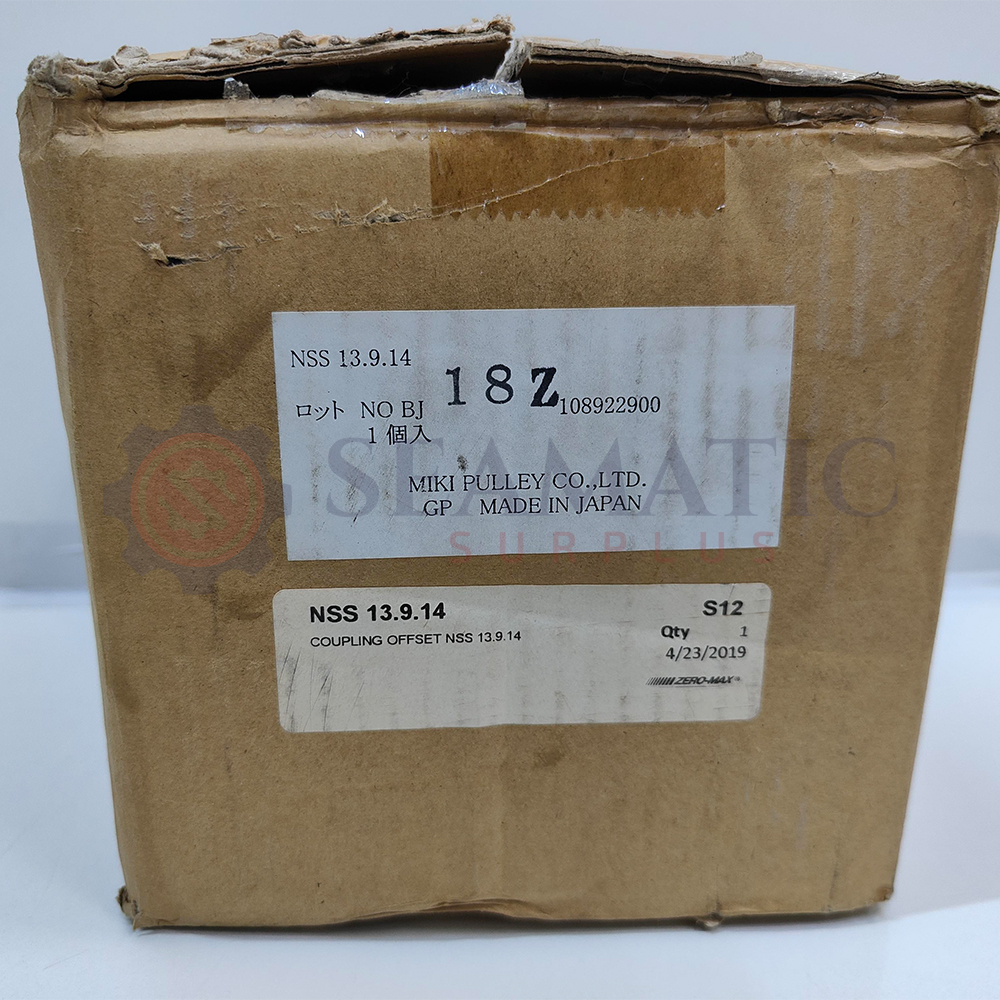 NSS 13.9.14
18Z
ロット NO BJ 108922900
1個入
MIKI PULLEY CO.,LTD.
GP MADE IN JAPAN
SEAMATIC
SURPLUS
NSS 13.9.14 S12
COUPLING OFFSET NSS 13.9.14
Qty 1
4/23/2019
ZERO-MAX®